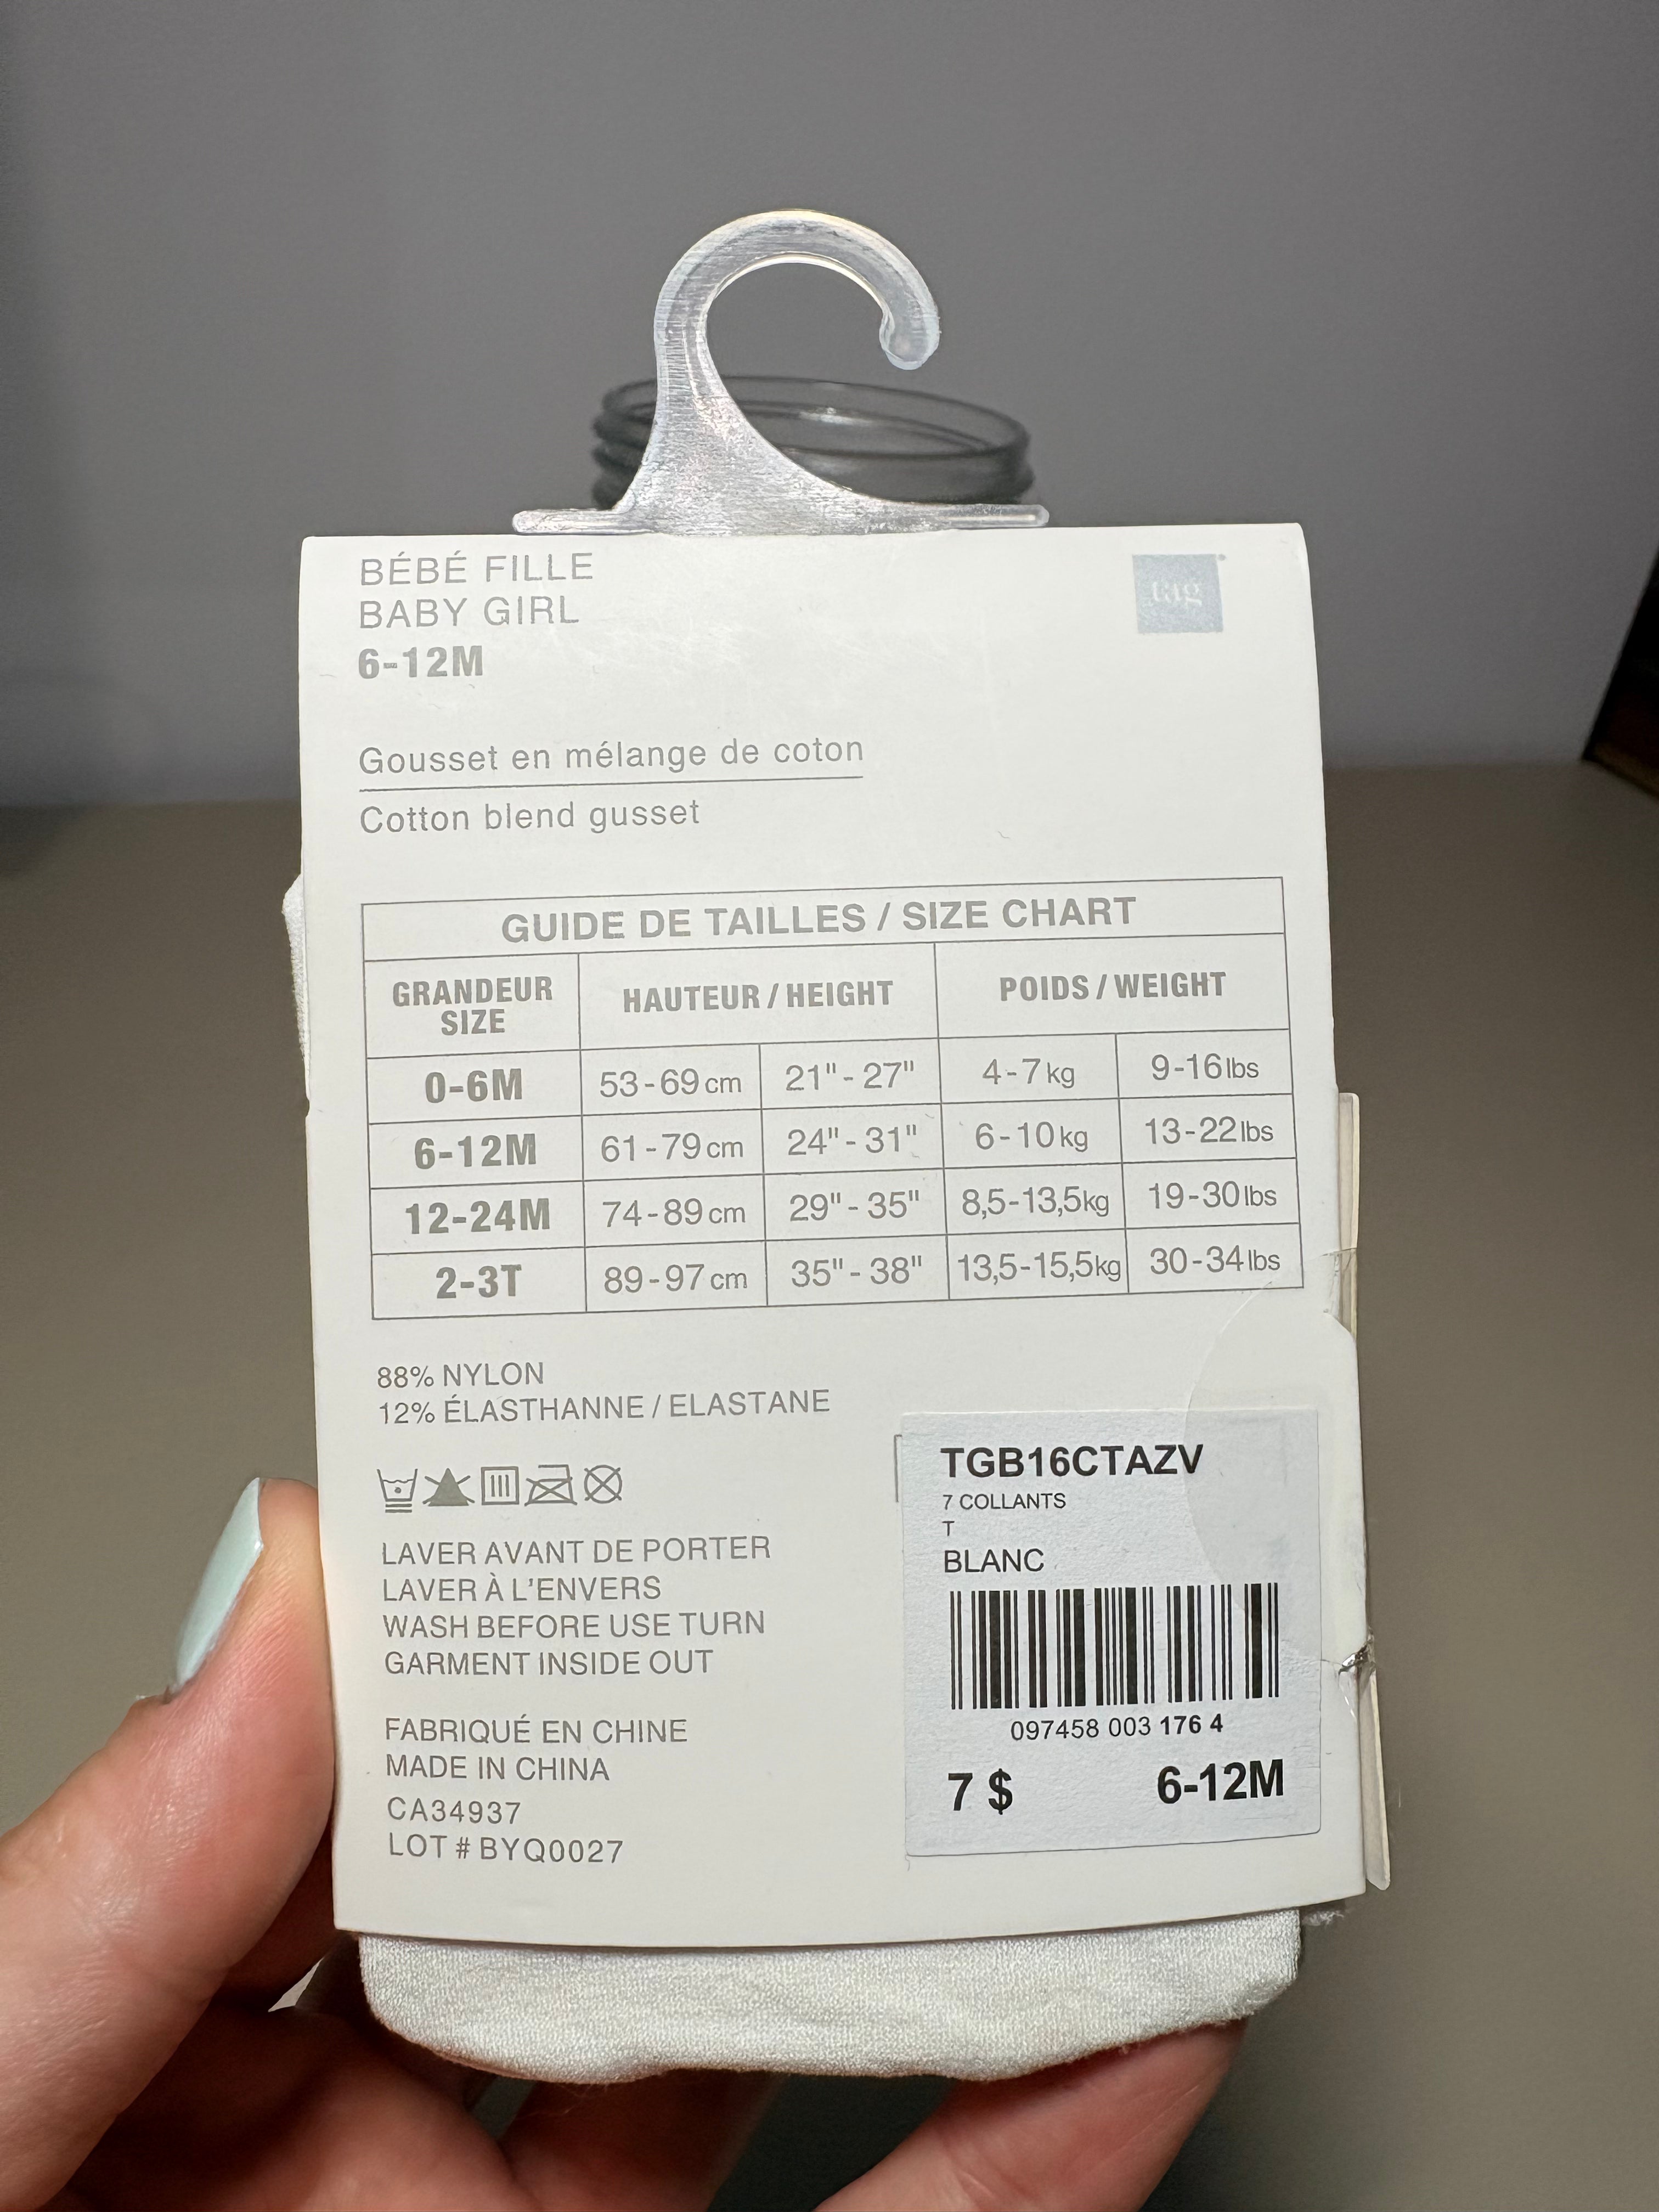 BÉBÉ FILLE
BABY GIRL
6-12M
tag
Gousset en mélange de coton
Cotton blend gusset
GUIDE DE TAILLES / SIZE CHART
GRANDEUR SIZE HAUTEUR / HEIGHT POIDS / WEIGHT
0-6M 53-69 cm 21" - 27" 4-7 kg 9-16 lbs
6-12M 61-79 cm 24" - 31" 6-10 kg 13-22 lbs
12-24M 74-89 cm 29" - 35" 8,5-13,5 kg 19-30 lbs
2-3T 89-97 cm 35" - 38" 13,5-15,5 kg 30-34 lbs
88% NYLON
12% ÉLASTHANNE / ELASTANE
LAVER AVANT DE PORTER
LAVER À L'ENVERS
WASH BEFORE USE TURN
GARMENT INSIDE OUT
FABRIQUÉ EN CHINE
MADE IN CHINA
CA34937
LOT # BYQ0027
TGB16CTAZV
7 COLLANTS
T
BLANC
097458 003 176 4
7 $ 6-12M